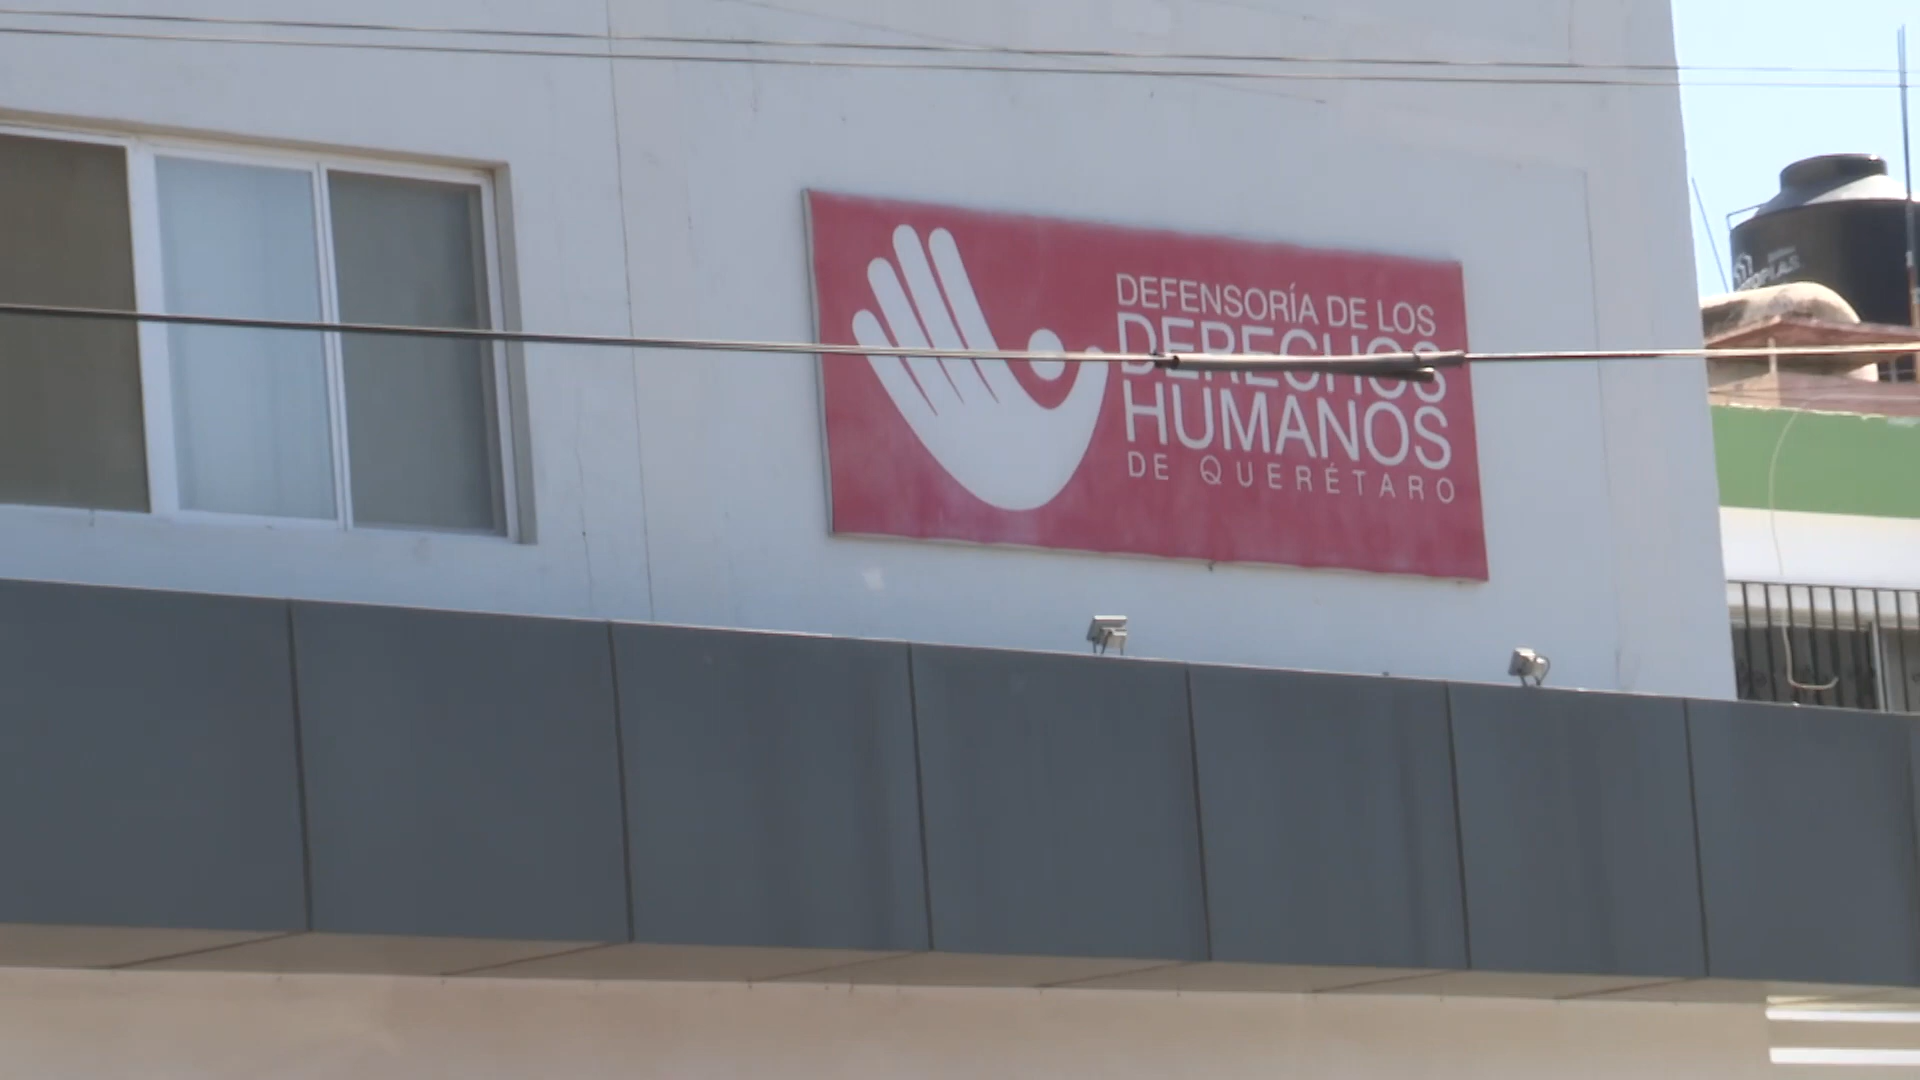 DEFENSORÍA DE LOS
DERECHOS
HUMANOS
DE QUERÉTARO